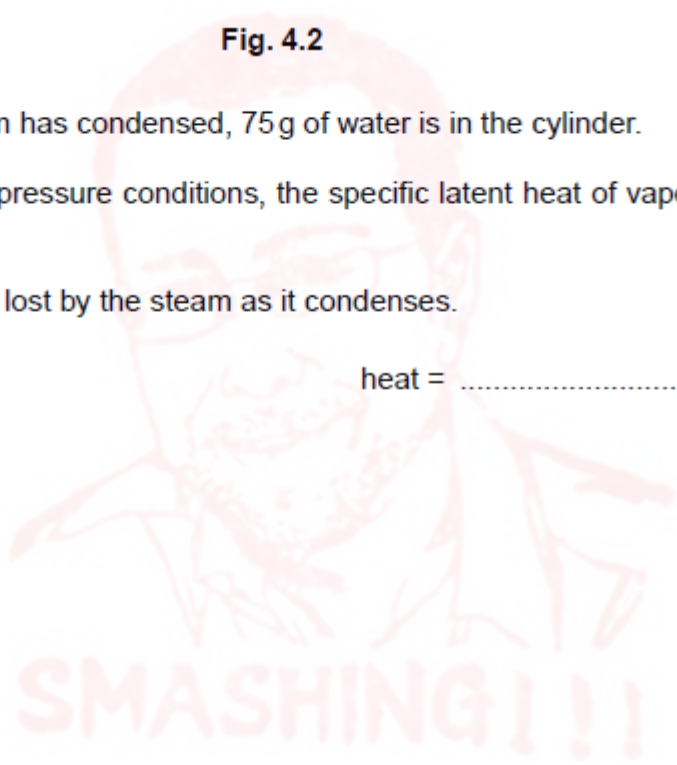 Fig. 4.2
has condensed, 75 g of water is in the cylinder.
pressure conditions, the specific latent heat of
lost by the steam as it condenses.
heat = ..........................
SMASHING!!!